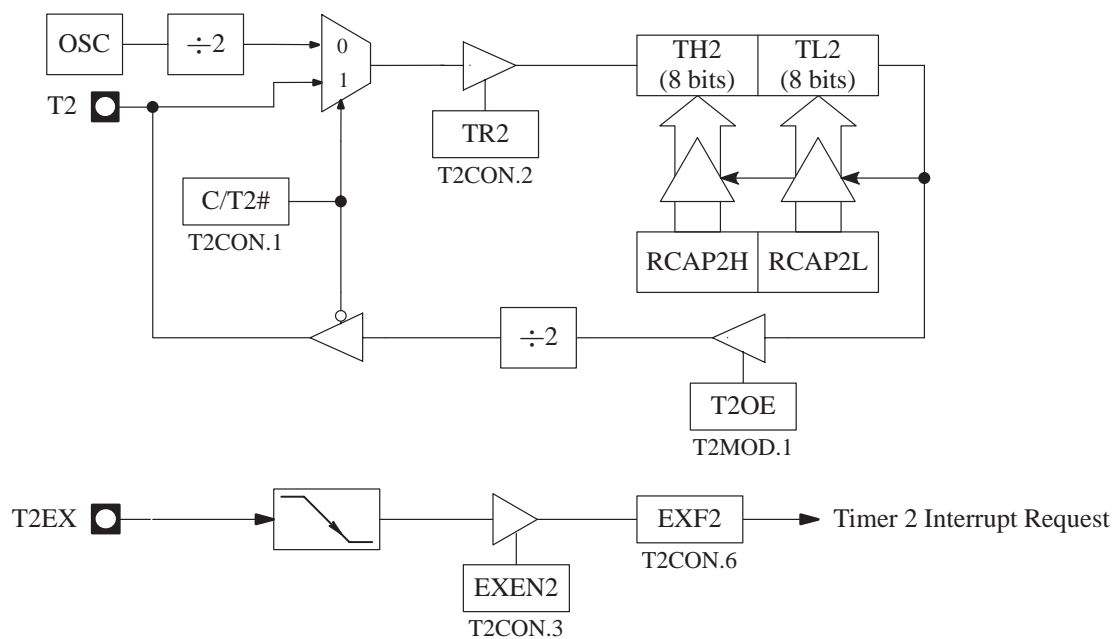 OSC
÷2
0
1
T2
TR2
T2CON.2
TH2
(8 bits)
TL2
(8 bits)
C/T2#
T2CON.1
RCAP2H
RCAP2L
÷2
T2OE
T2MOD.1
T2EX
EXEN2
T2CON.3
EXF2
T2CON.6
Timer 2 Interrupt Request